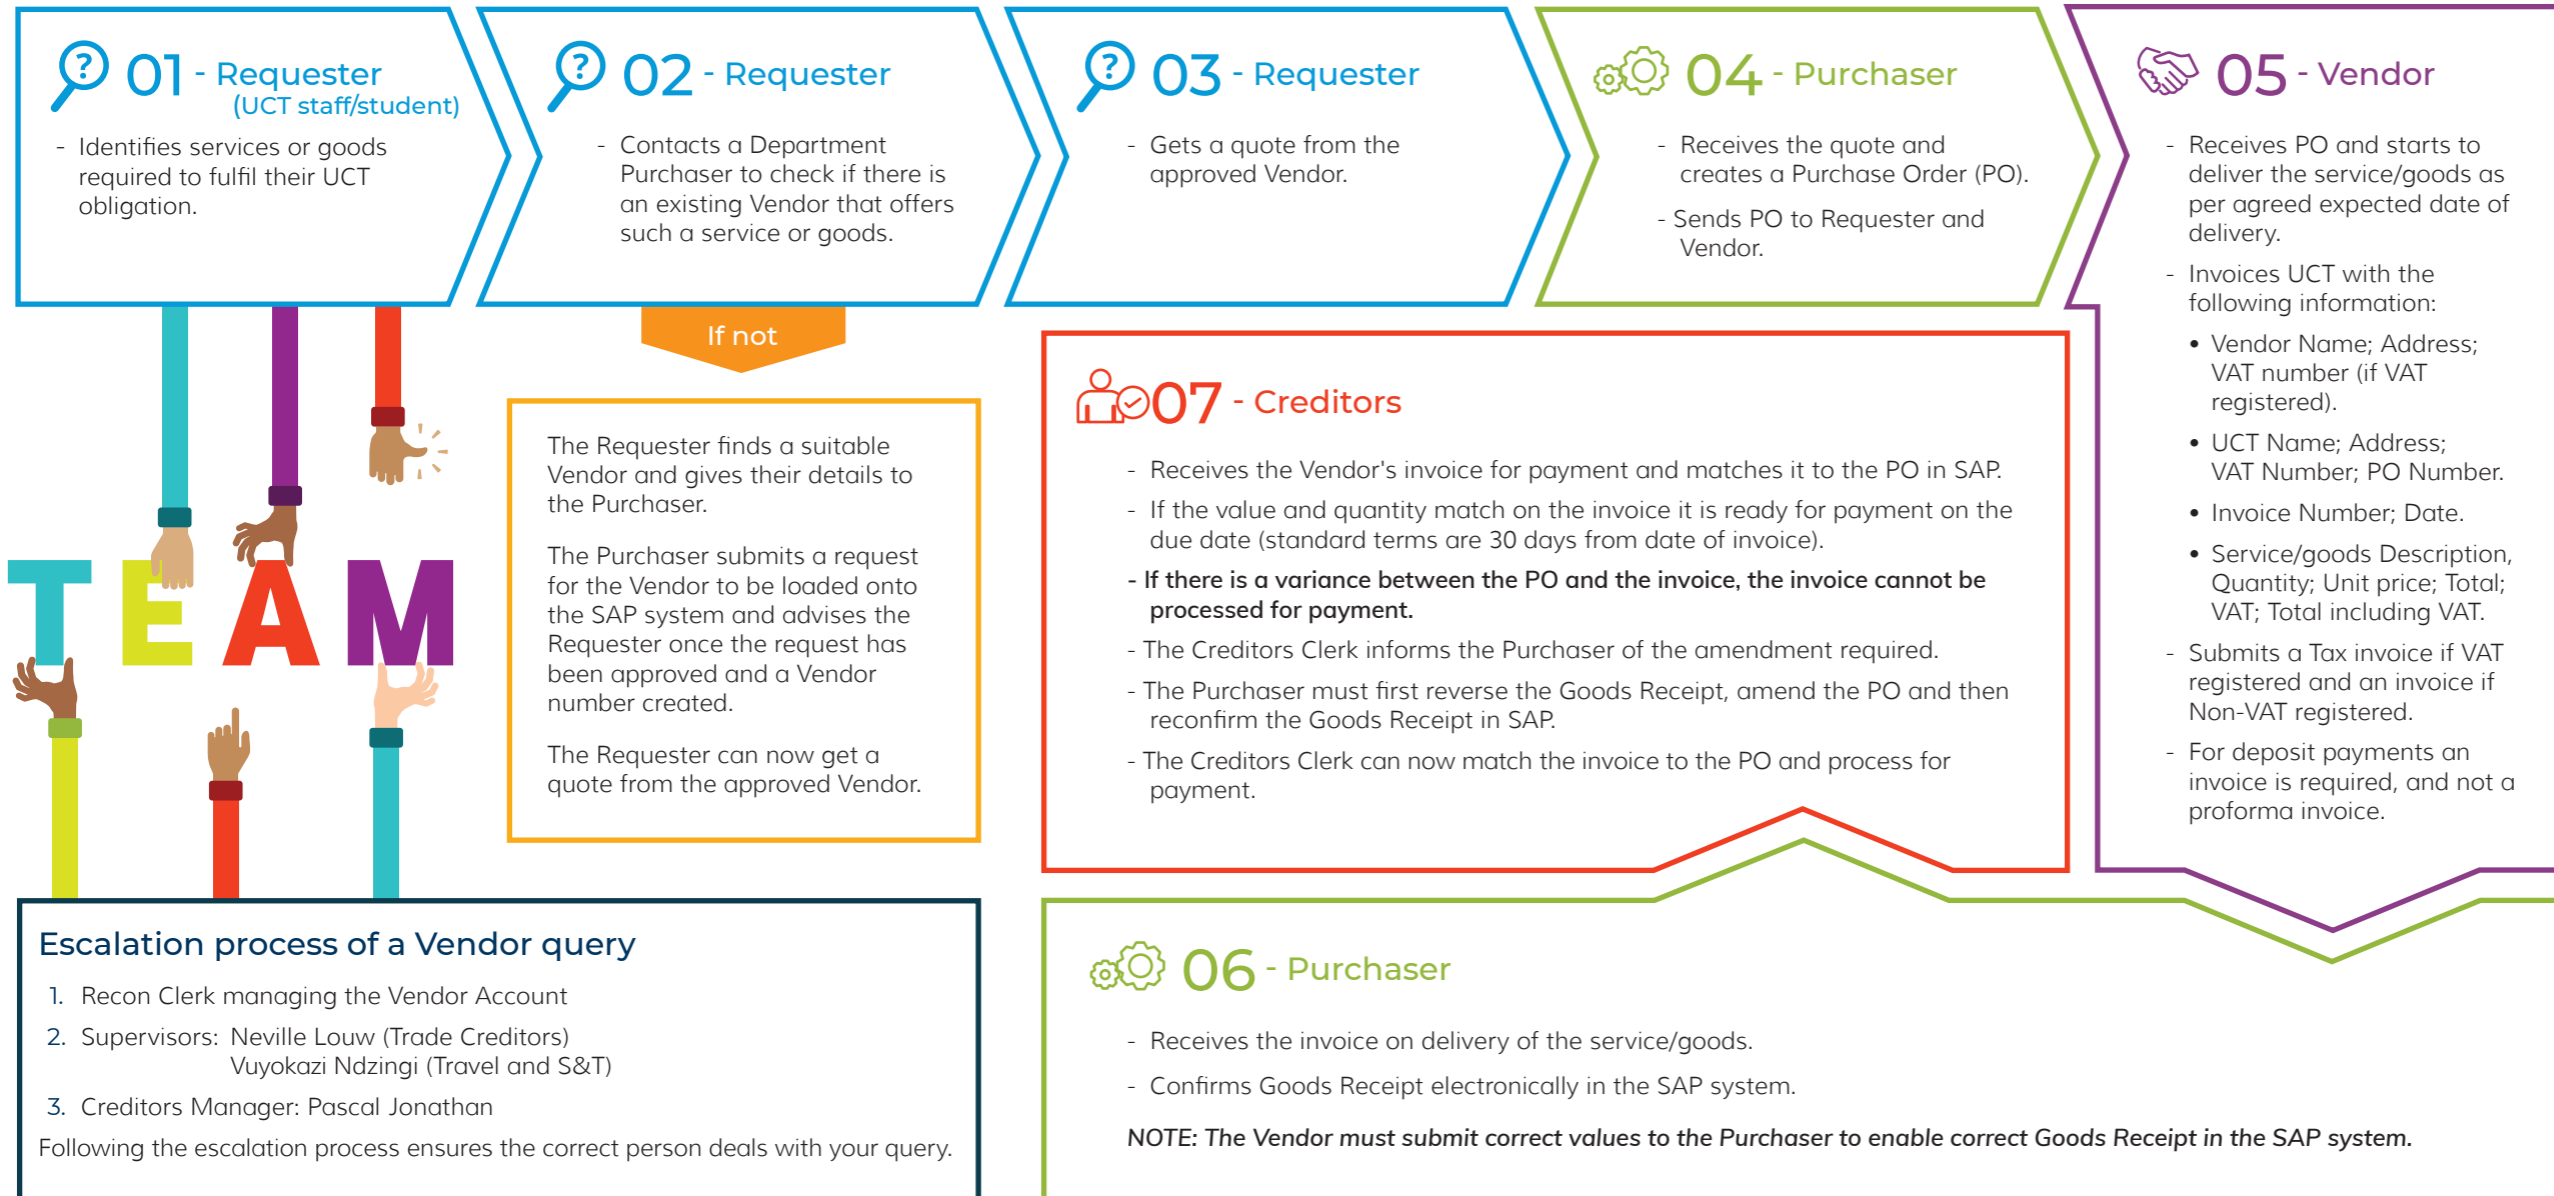 01 - Requester
(UCT staff/student)
- Identifies services or goods
required to fulfil their UCT
obligation.
02 - Requester
- Contacts a Department
Purchaser to check if there is
an existing Vendor that offers
such a service or goods.
03 - Requester
- Gets a quote from the
approved Vendor.
04 - Purchaser
- Receives the quote and
creates a Purchase Order (PO).
- Sends PO to Requester and
Vendor.
05 - Vendor
- Receives PO and starts to
deliver the service/goods as
per agreed expected date of
delivery.
- Invoices UCT with the
following information:
• Vendor Name; Address;
VAT number (if VAT
registered).
• UCT Name; Address;
VAT Number; PO Number.
• Invoice Number; Date.
• Service/goods Description,
Quantity; Unit price; Total;
VAT; Total including VAT.
- Submits a Tax invoice if VAT
registered and an invoice if
Non-VAT registered.
- For deposit payments an
invoice is required, and not a
proforma invoice.
If not
The Requester finds a suitable
Vendor and gives their details to
the Purchaser.
The Purchaser submits a request
for the Vendor to be loaded onto
the SAP system and advises the
Requester once the request has
been approved and a Vendor
number created.
The Requester can now get a
quote from the approved Vendor.
TEAM
07 - Creditors
- Receives the Vendor's invoice for payment and matches it to the PO in SAP.
- If the value and quantity match on the invoice it is ready for payment on the
due date (standard terms are 30 days from date of invoice).
- If there is a variance between the PO and the invoice, the invoice cannot be
processed for payment.
- The Creditors Clerk informs the Purchaser of the amendment required.
- The Purchaser must first reverse the Goods Receipt, amend the PO and then
reconfirm the Goods Receipt in SAP.
- The Creditors Clerk can now match the invoice to the PO and process for
payment.
06 - Purchaser
- Receives the invoice on delivery of the service/goods.
- Confirms Goods Receipt electronically in the SAP system.
NOTE: The Vendor must submit correct values to the Purchaser to enable correct Goods Receipt in the SAP system.
Escalation process of a Vendor query
1. Recon Clerk managing the Vendor Account
2. Supervisors: Neville Louw (Trade Creditors)
Vuyokazi Ndzingi (Travel and S&T)
3. Creditors Manager: Pascal Jonathan
Following the escalation process ensures the correct person deals with your query.